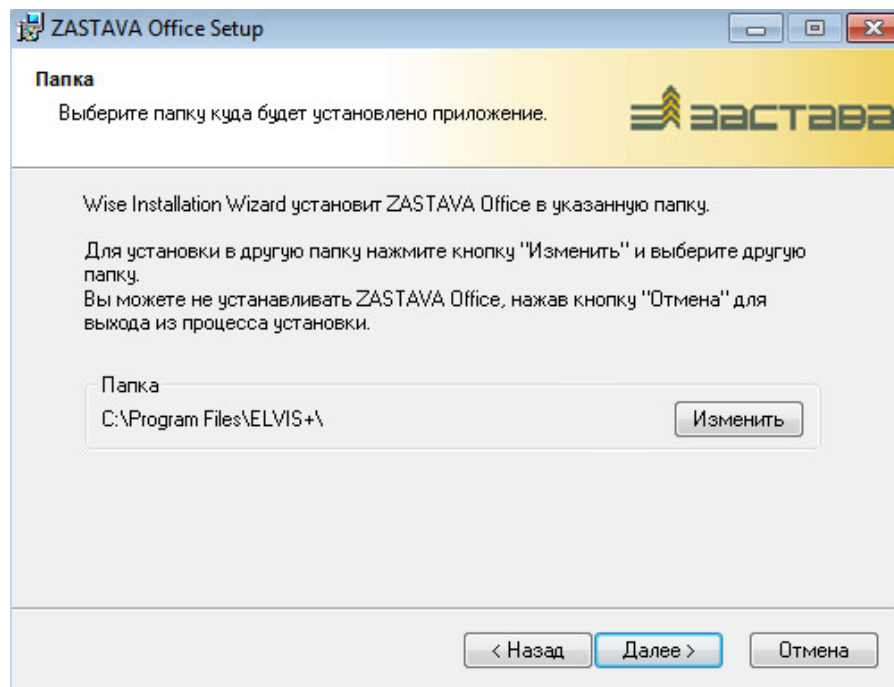 ZASTAVA Office Setup
Папка
Выберите папку куда будет установлено приложение.
ЗАСТАВА
Wise Installation Wizard установит ZASTAVA Office в указанную папку.
Для установки в другую папку нажмите кнопку "Изменить" и выберите другую
папку.
Вы можете не устанавливать ZASTAVA Office, нажав кнопку "Отмена" для
выхода из процесса установки.
Папка
C:\Program Files\ELVIS+\
Изменить
< Назад
Далее >
Отмена